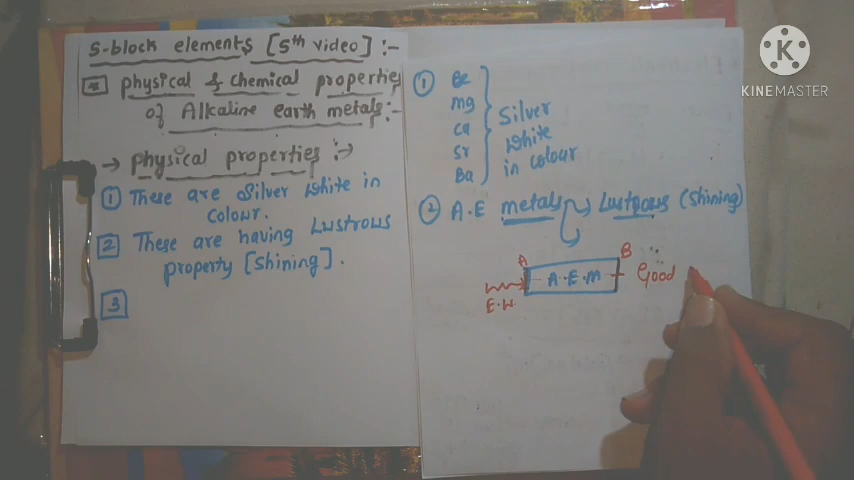 S-block elements [5th video] :-
* physical & chemical properties
of Alkaline earth metals:-
→ physical properties :→
1 These are Silver White in
colour.
2 These are having Lustrows
property [Shining].
3
1 Be
mg
ca
sr
Ba
Silver
White
in colour
2 A.E metals Lustrows (Shining)
A B
A.E.M Good
E.W.
K
KINEMASTER